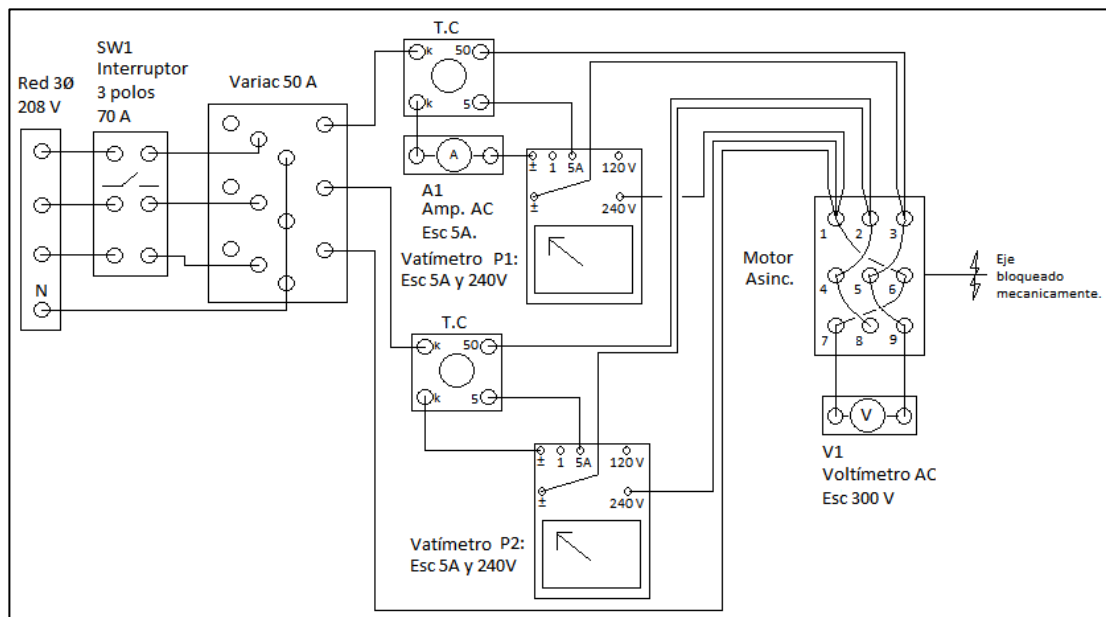 T.C
k
50
k
5
SW1
Interruptor
3 polos
70 A
Red 3Ø
208 V
Variac 50 A
A
± 1 5A 120 V
±
240 V
A1
Amp. AC
Esc 5A.
Vatímetro P1:
Esc 5A y 240V
N
Motor
Asinc.
1 2 3
4 5 6
7 8 9
Eje
bloqueado
mecanicamente.
T.C
k
50
k
5
V
V1
Voltímetro AC
Esc 300 V
± 1 5A 120 V
±
240 V
Vatímetro P2:
Esc 5A y 240V